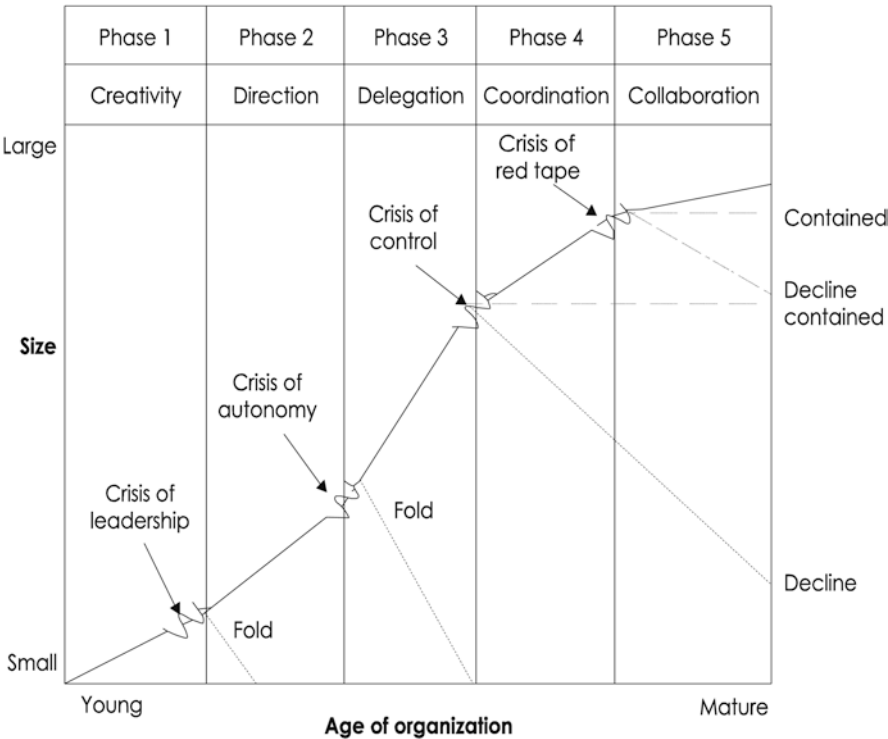 Phase 1 Phase 2 Phase 3 Phase 4 Phase 5
Creativity Direction Delegation Coordination Collaboration
Large
Crisis of
red tape
Crisis of
control
Contained
Decline
contained
Size
Crisis of
autonomy
Crisis of
leadership
Fold
Decline
Fold
Small
Young
Mature
Age of organization